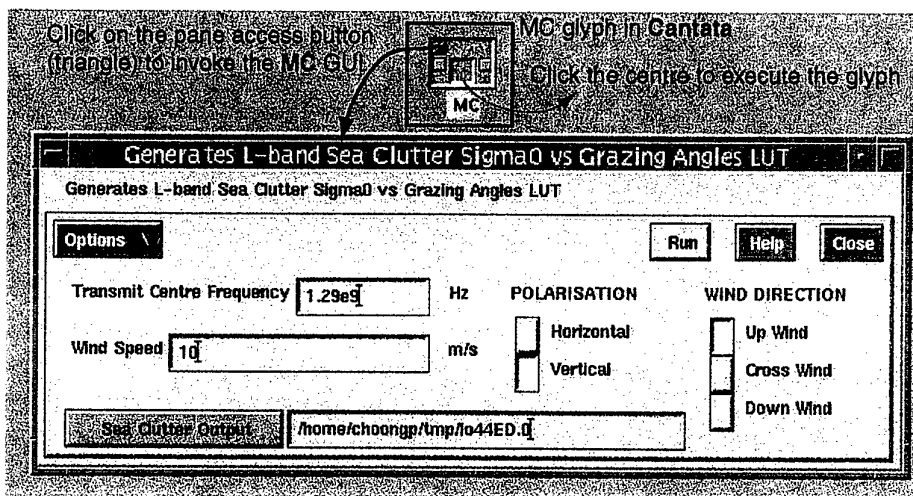 Click on the pane access button
(triangle) to invoke the MC GUI
MC glyph in Cantata
Click the centre to execute the glyph
MC
Generates L-band Sea Clutter Sigma0 vs Grazing Angles LUT
Generates L-band Sea Clutter Sigma0 vs Grazing Angles LUT
Options
Run
Help
Close
Transmit Centre Frequency 1.29e9 Hz
POLARISATION
WIND DIRECTION
Horizontal
Up Wind
Wind Speed 10 m/s
Vertical
Cross Wind
Down Wind
Sea Clutter Output /home/choongp/tmp/io44ED.0